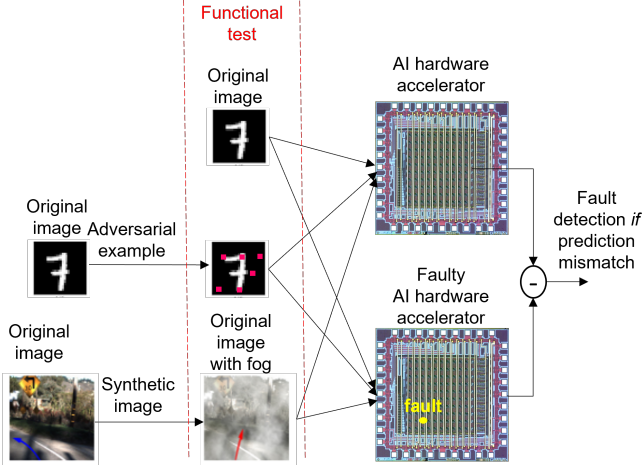 Functional
test
Original
image
AI hardware
accelerator
Original
image
Adversarial
example
Fault
detection if
prediction
mismatch
-
Faulty
AI hardware
accelerator
Original
image
Synthetic
image
Original
image
with fog
fault